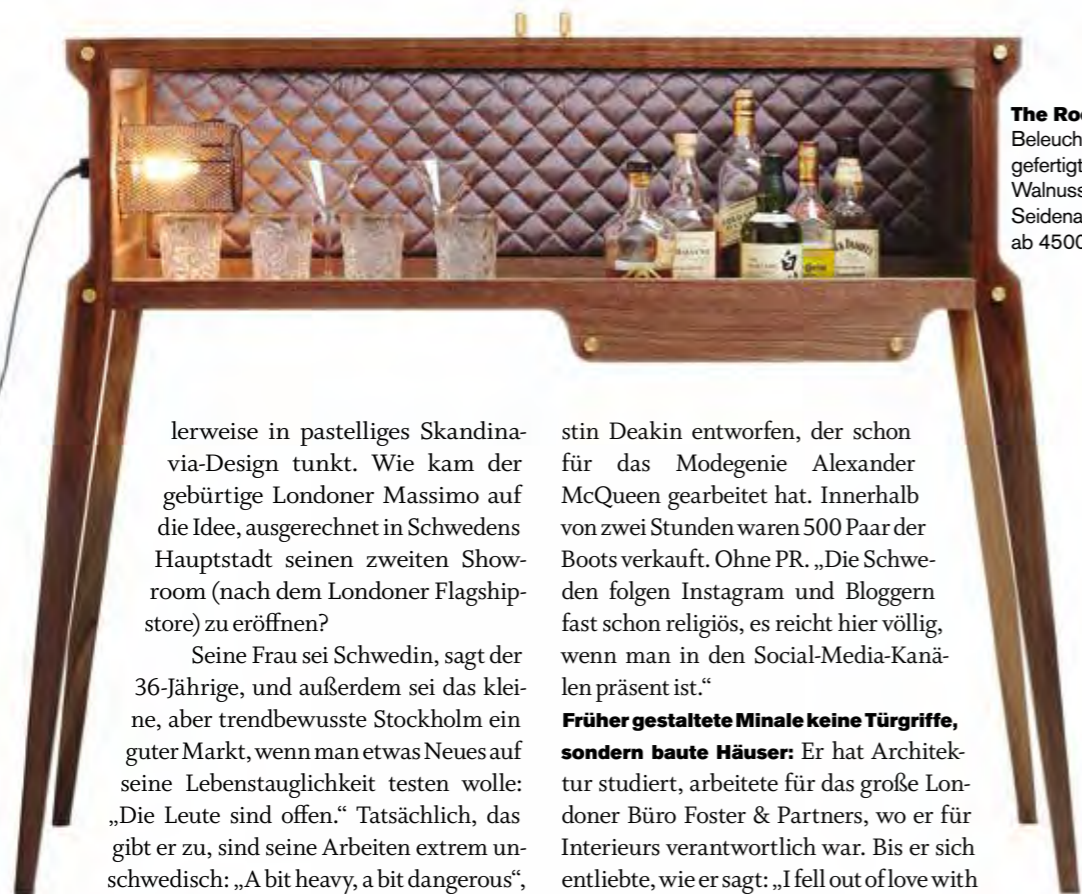 The Ro
Beleuch
gefertigt
Walnuss
Seidena
ab 4500
lerweise in pastelliges Skandina-
via-Design tunkt. Wie kam der
gebürtige Londoner Massimo auf
die Idee, ausgerechnet in Schwedens
Hauptstadt seinen zweiten Show-
room (nach dem Londoner Flagship-
store) zu eröffnen?
Seine Frau sei Schwedin, sagt der
36-Jährige, und außerdem sei das klei-
ne, aber trendbewusste Stockholm ein
guter Markt, wenn man etwas Neues auf
seine Lebenstauglichkeit testen wolle:
„Die Leute sind offen.“ Tatsächlich, das
gibt er zu, sind seine Arbeiten extrem un-
schwedisch: „A bit heavy, a bit dangerous“,
stin Deakin entworfen, der schon
für das Modegenie Alexander
McQueen gearbeitet hat. Innerhalb
von zwei Stunden waren 500 Paar der
Boots verkauft. Ohne PR. „Die Schwe-
den folgen Instagram und Bloggern
fast schon religiös, es reicht hier völlig,
wenn man in den Social-Media-Kanä-
len präsent ist.“
Früher gestaltete Minale keine Türgriffe,
sondern baute Häuser: Er hat Architek-
tur studiert, arbeitete für das große Lon-
doner Büro Foster & Partners, wo er für
Interieurs verantwortlich war. Bis er sich
entliebte, wie er sagt: „I fell out of love with